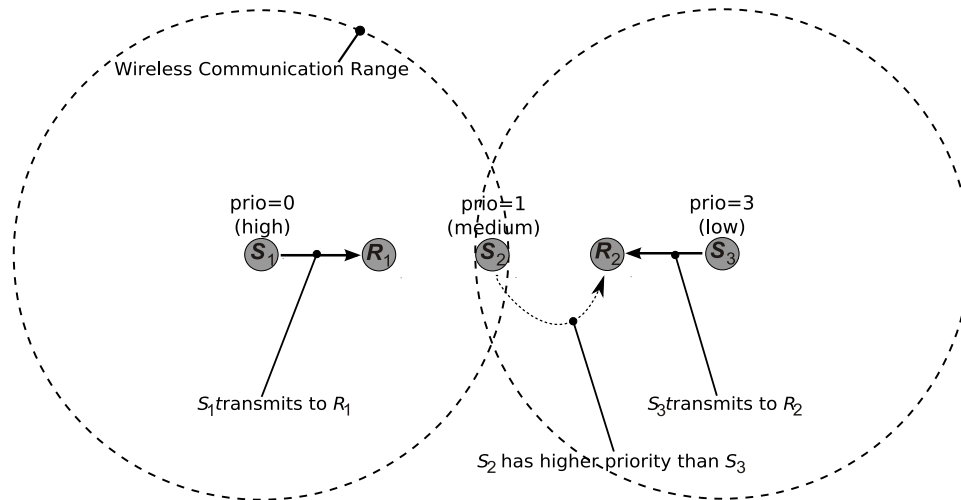 Wireless Communication Range
prio=0
(high)
prio=1
(medium)
prio=3
(low)
S1
R1
S2
R2
S3
S1transmits to R1
S3transmits to R2
S2 has higher priority than S3